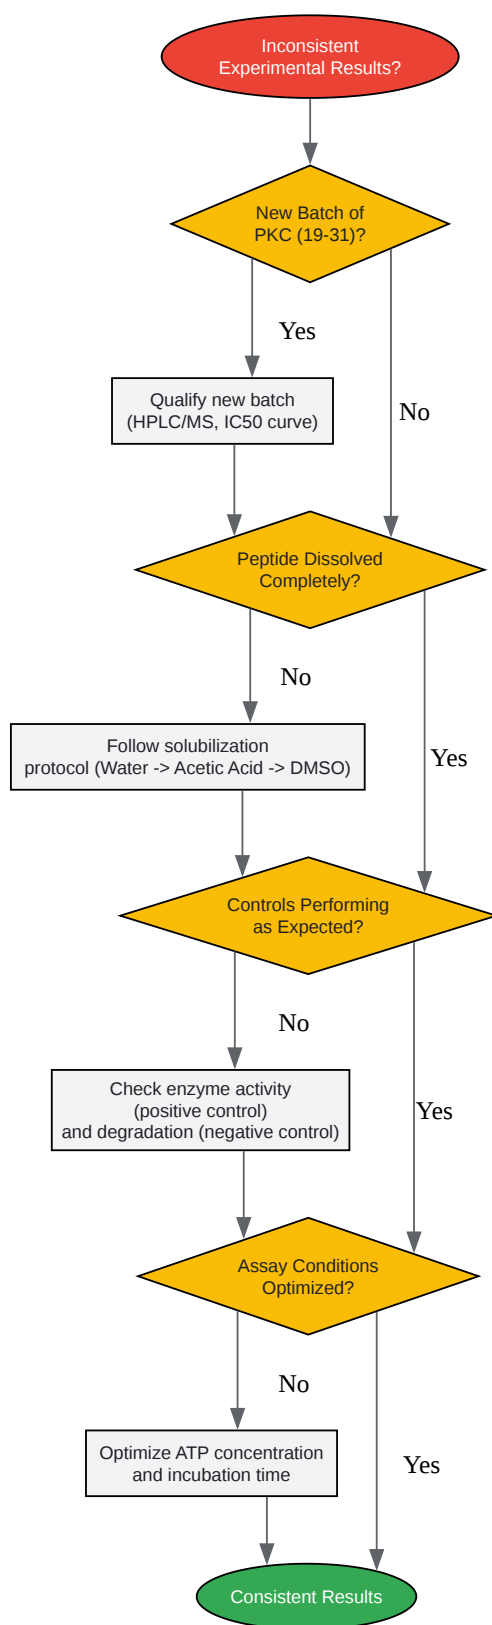 Inconsistent
Experimental Results?
New Batch of
PKC (19-31)?
Yes
Qualify new batch
(HPLC/MS, IC50 curve)
No
Peptide Dissolved
Completely?
No
Follow solubilization
protocol (Water -> Acetic Acid -> DMSO)
Yes
Controls Performing
as Expected?
No
Check enzyme activity
(positive control)
and degradation (negative control)
Yes
Assay Conditions
Optimized?
No
Optimize ATP concentration
and incubation time
Yes
Consistent Results